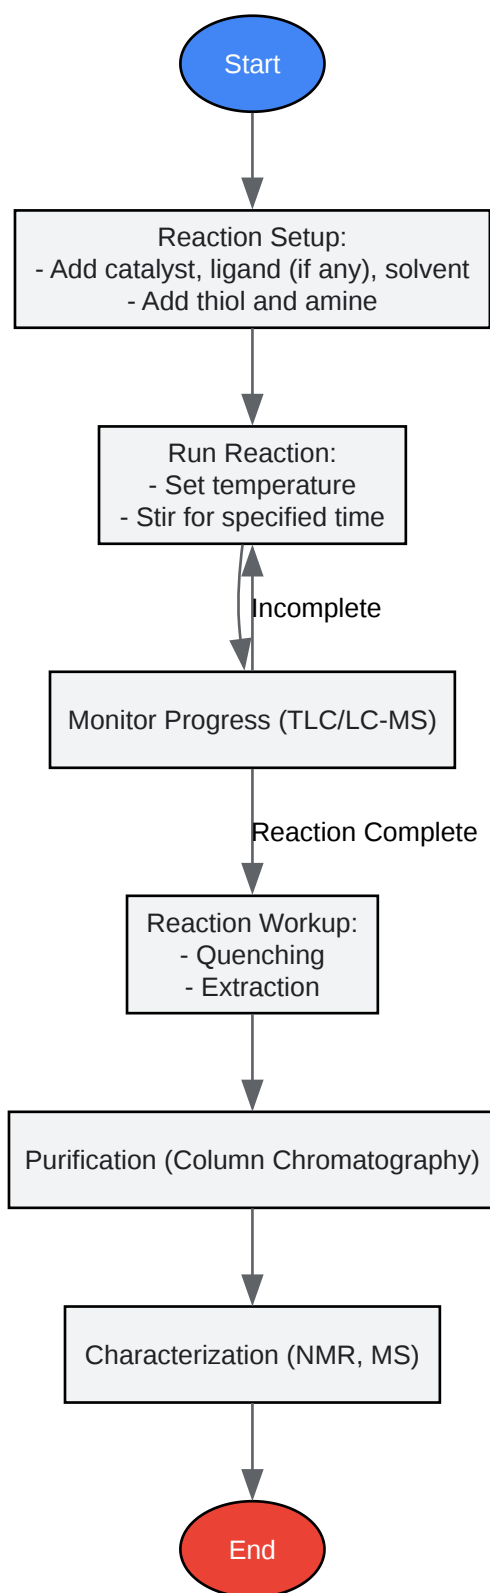 Start
Reaction Setup:
- Add catalyst, ligand (if any), solvent
- Add thiol and amine
Run Reaction:
- Set temperature
- Stir for specified time
Incomplete
Monitor Progress (TLC/LC-MS)
Reaction Complete
Reaction Workup:
- Quenching
- Extraction
Purification (Column Chromatography)
Characterization (NMR, MS)
End